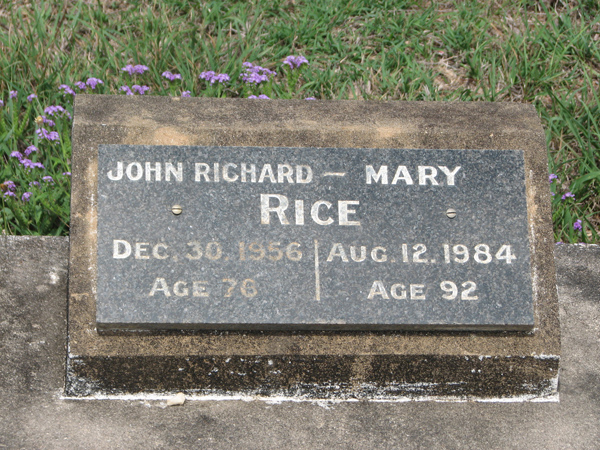 JOHN RICHARD – MARY
RICE
DEC. 30. 1956 AUG. 12. 1984
AGE 76 AGE 92